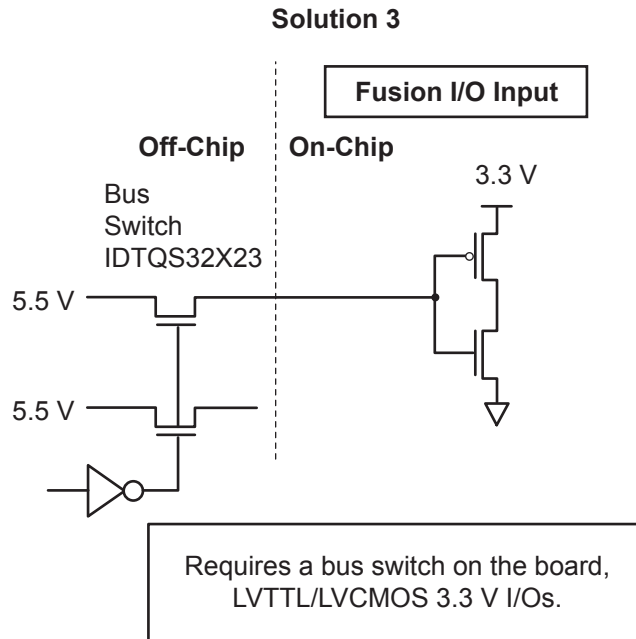 Solution 3
Fusion I/O Input
Off-Chip
On-Chip
Bus
Switch
IDTQS32X23
3.3 V
5.5 V
5.5 V
Requires a bus switch on the board,
LVTTL/LVCMOS 3.3 V I/Os.